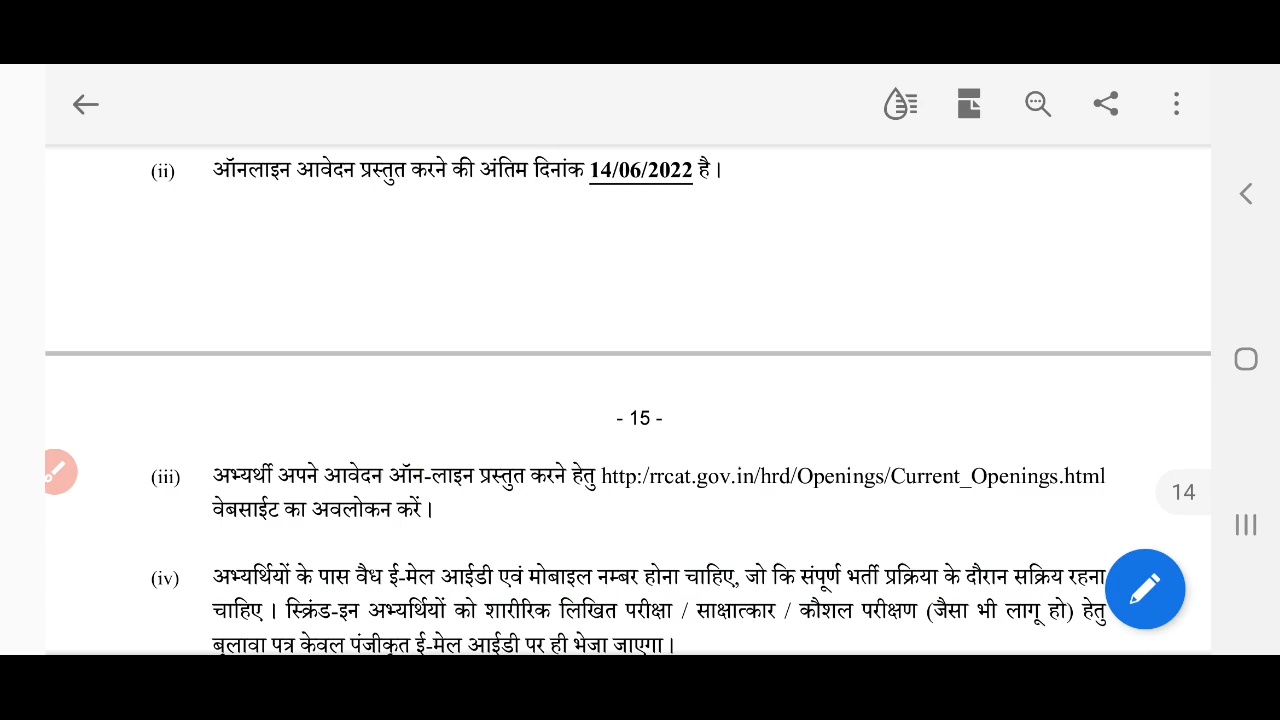 (ii) ऑनलाइन आवेदन प्रस्तुत करने की अंतिम दिनांक 14/06/2022 है।
- 15 -
(iii) अभ्यर्थी अपने आवेदन ऑन-लाइन प्रस्तुत करने हेतु http:/rrcat.gov.in/hrd/Openings/Current_Openings.html
वेबसाईट का अवलोकन करें।
14
(iv) अभ्यर्थियों के पास वैध ई-मेल आईडी एवं मोबाइल नम्बर होना चाहिए, जो कि संपूर्ण भर्ती प्रक्रिया के दौरान सक्रिय रहना
चाहिए। स्क्रिंड-इन अभ्यर्थियों को शारीरिक लिखित परीक्षा / साक्षात्कार / कौशल परीक्षण (जैसा भी लागू हो) हेतु
बुलावा पत्र केवल पंजीकृत ई-मेल आईडी पर ही भेजा जाएगा।